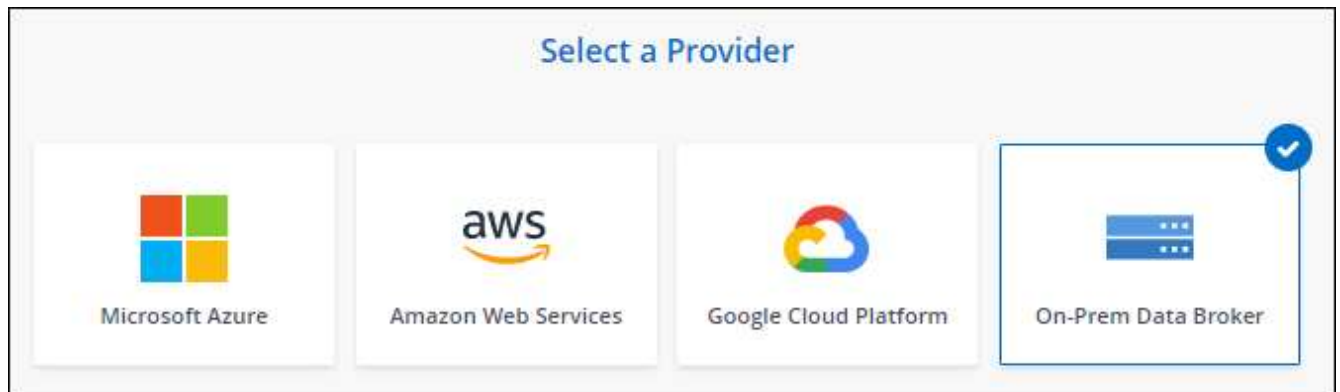 Select a Provider
aws
Microsoft Azure
Amazon Web Services
Google Cloud Platform
On-Prem Data Broker